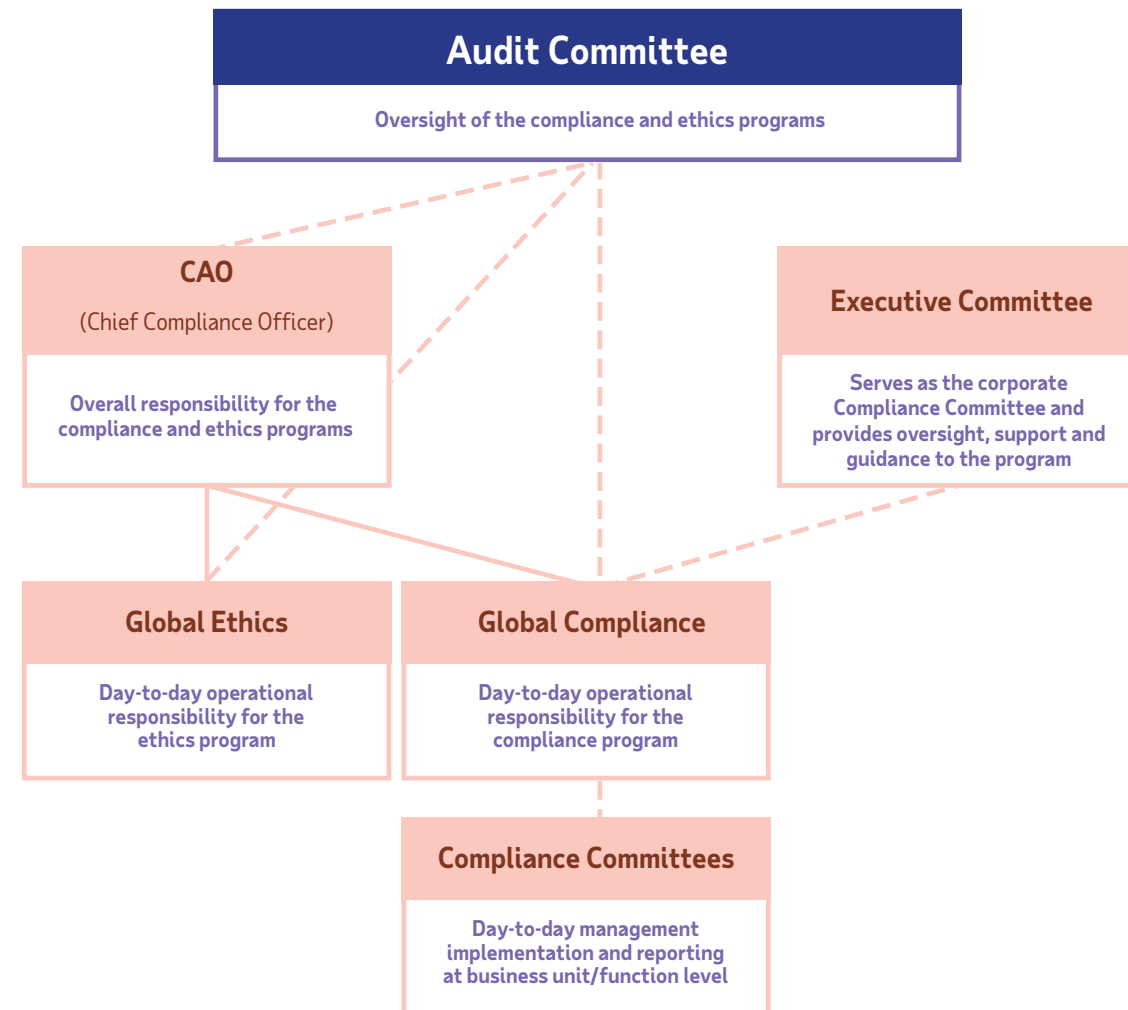 Audit Committee
Oversight of the compliance and ethics programs
CAO
(Chief Compliance Officer)
Overall responsibility for the
compliance and ethics programs
Executive Committee
Serves as the corporate
Compliance Committee and
provides oversight, support and
guidance to the program
Global Ethics
Day-to-day operational
responsibility for the
ethics program
Global Compliance
Day-to-day operational
responsibility for the
compliance program
Compliance Committees
Day-to-day management
implementation and reporting
at business unit/function level